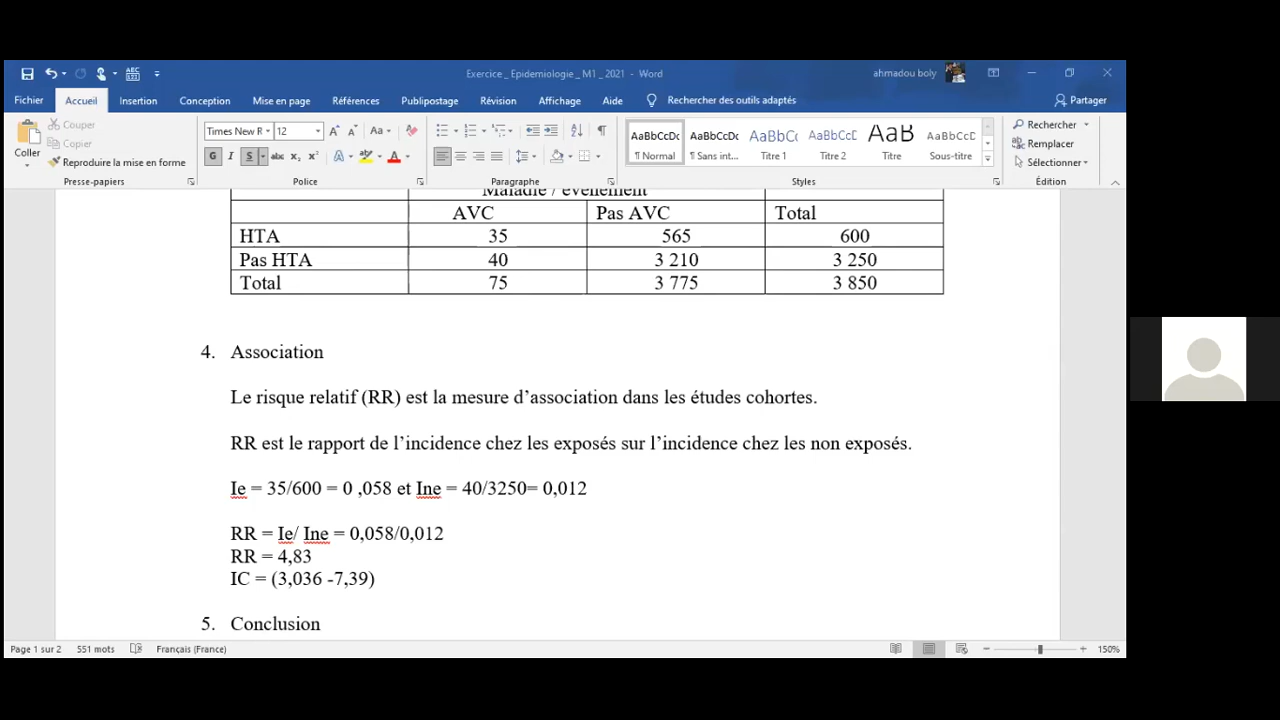 Exercice _ Epidemiologie _ M1 _ 2021 - Word
ahmadou boly
Fichier Accueil Insertion Conception Mise en page Références Publipostage Révision Affichage Aide Rechercher des outils adaptés Partager
Coller
Couper
Copier
Reproduire la mise en forme
Presse-papiers
Times New R 12
G I S abc x₂ x²
Police
Paragraphe
AaBbCcDc AaBbCcDc AaBbC( AaBbCcD AaB AaBbCcD
¶ Normal ¶ Sans int... Titre 1 Titre 2 Titre Sous-titre
Styles
Rechercher
Remplacer
Sélectionner
Édition
Maladie / évènement
AVC Pas AVC Total
HTA 35 565 600
Pas HTA 40 3 210 3 250
Total 75 3 775 3 850
4. Association
Le risque relatif (RR) est la mesure d’association dans les études cohortes.
RR est le rapport de l’incidence chez les exposés sur l’incidence chez les non exposés.
Ie = 35/600 = 0 ,058 et Ine = 40/3250= 0,012
RR = Ie/ Ine = 0,058/0,012
RR = 4,83
IC = (3,036 -7,39)
5. Conclusion
Page 1 sur 2 551 mots Français (France) 150%